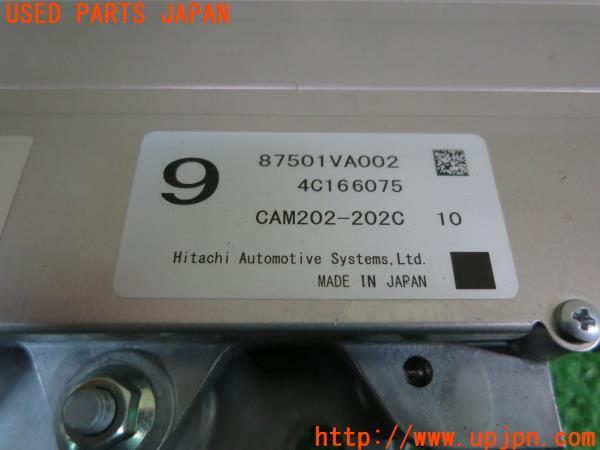 USED PARTS JAPAN
9
87501VA002
4C166075
CAM202-202C 10
Hitachi Automotive Systems,Ltd.
MADE IN JAPAN
http://www.upjpn.com